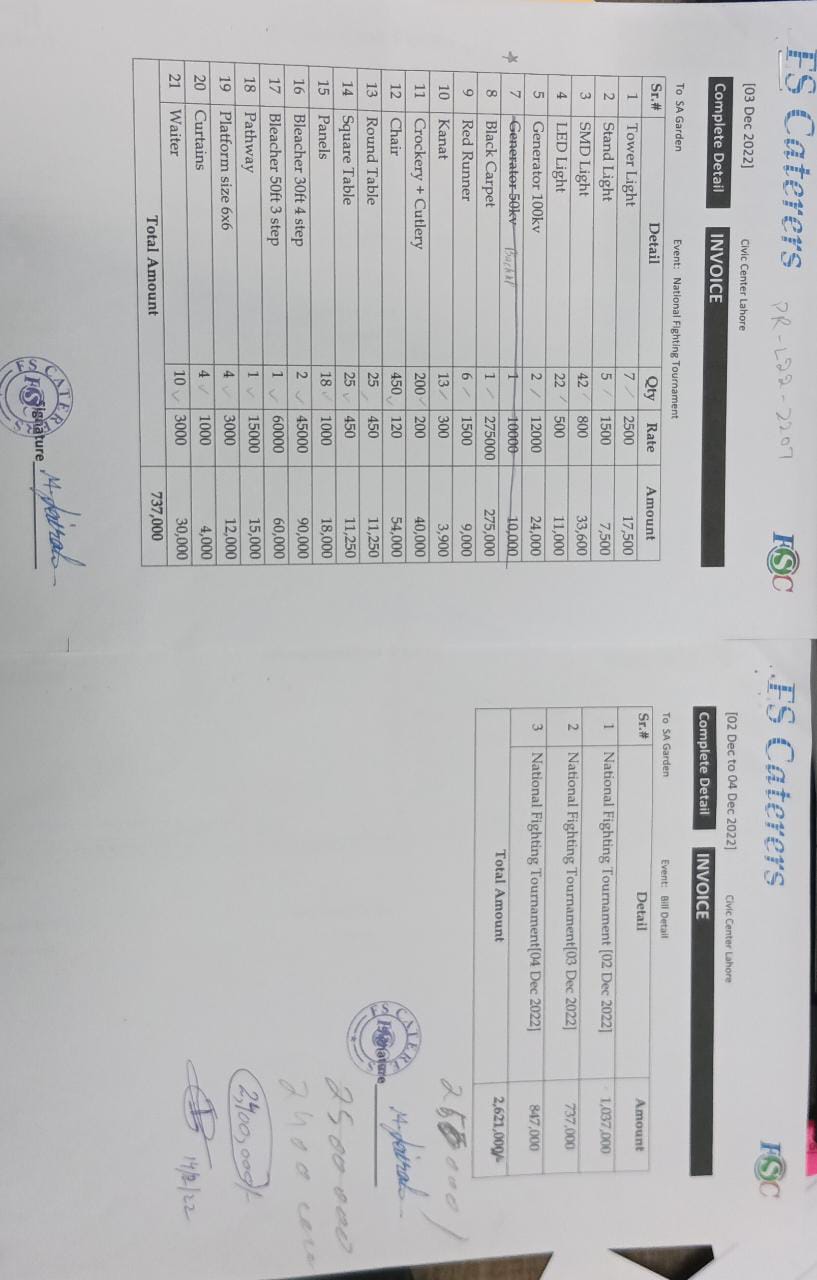 FS Caterers
PR-L22-2207
FSC
[03 Dec 2022]
Civic Center Lahore
Complete Detail INVOICE
To SA Garden Event: National Fighting Tournament
Sr.# Detail Qty Rate Amount
1 Tower Light 7 2500 17,500
2 Stand Light 5 1500 7,500
3 SMD Light 42 800 33,600
4 LED Light 22 500 11,000
5 Generator 100kv 2 12000 24,000
7 Generator 50kv 1 10000 10,000
8 Black Carpet 1 275000 275,000
9 Red Runner 6 1500 9,000
10 Kanat 13 300 3,900
11 Crockery + Cutlery 200 200 40,000
12 Chair 450 120 54,000
13 Round Table 25 450 11,250
14 Square Table 25 450 11,250
15 Panels 18 1000 18,000
16 Bleacher 30ft 4 step 2 45000 90,000
17 Bleacher 50ft 3 step 1 60000 60,000
18 Pathway 1 15000 15,000
19 Platform size 6x6 4 3000 12,000
20 Curtains 4 1000 4,000
21 Waiter 10 3000 30,000
Total Amount 737,000
FS CATERERS
FSC
Signature
FS Caterers
FSC
[02 Dec to 04 Dec 2022]
Civic Center Lahore
Complete Detail INVOICE
To SA Garden Event: Bill Detail
Sr.# Detail Amount
1 National Fighting Tournament [02 Dec 2022] 1,037,000
2 National Fighting Tournament[03 Dec 2022] 737,000
3 National Fighting Tournament[04 Dec 2022] 847,000
Total Amount 2,621,000/-
FS CATERERS
Signature
2500000
2,400,000/-